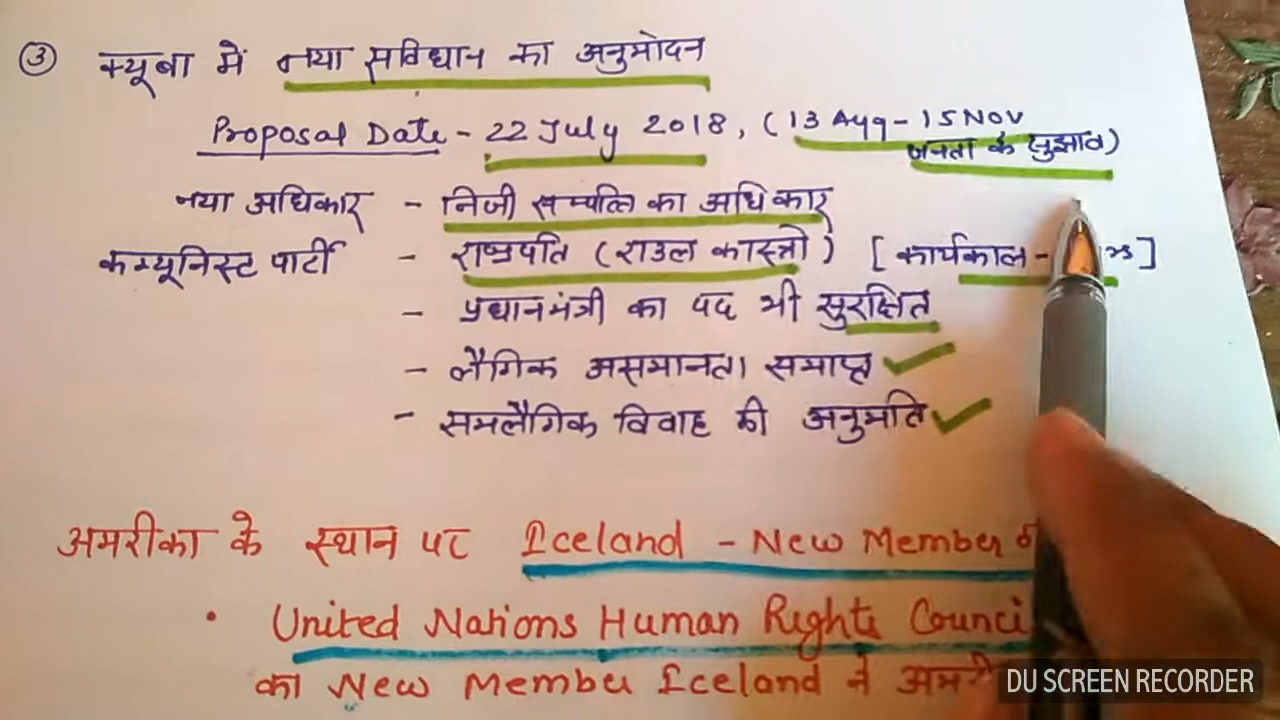 ③ क्यूबा में नया सविधान का अनुमोदन
Proposal Date - 22 July 2018, (13 Aug - 15 Nov
जनता के सुझाव)
नया अधिकार - निजी सम्पत्ति का अधिकार
कम्यूनिस्ट पार्टी - राष्ट्रपति (राउल कास्त्रो) [कार्यकाल -
- प्रधानमंत्री का पद भी सुरक्षित
- लैगिक असमानता समाप्त ✓
- समलैगिक विवाह की अनुमति ✓
अमरीका के स्थान पर Iceland - New Member
• United Nations Human Rights Counci
का New Member Iceland ने
DU SCREEN RECORDER